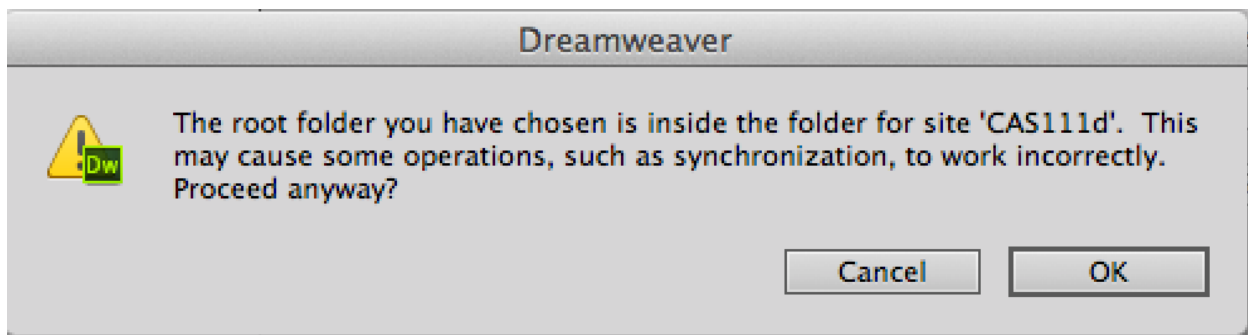 Dreamweaver
The root folder you have chosen is inside the folder for site 'CAS111d'.  This
may cause some operations, such as synchronization, to work incorrectly.
Proceed anyway?
Dw
Cancel
OK